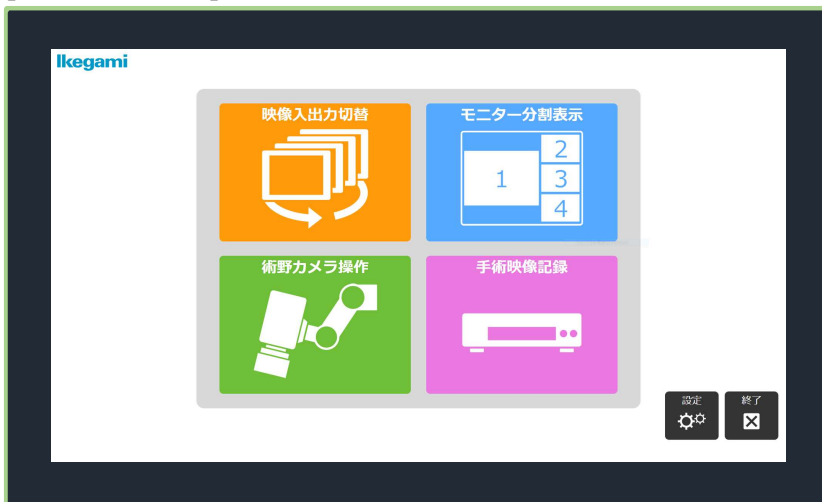 Ikegami
映像入出力切替
モニター分割表示
1
2
3
4
術野カメラ操作
手術映像記録
設定
終了